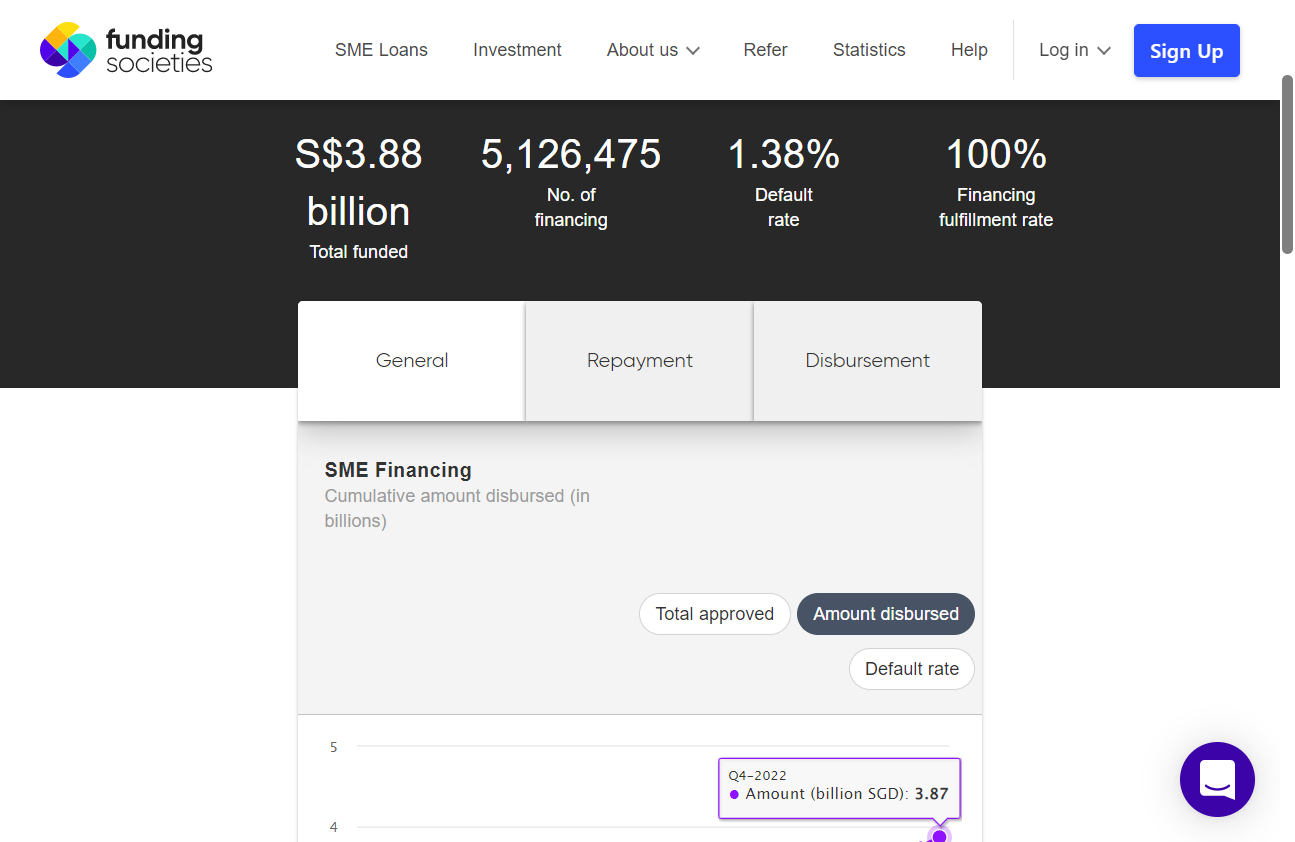 funding
societies
SME Loans
Investment
About us
Refer
Statistics
Help
Log in
Sign Up
S$3.88
billion
Total funded
5,126,475
No. of
financing
1.38%
Default
rate
100%
Financing
fulfillment rate
General
Repayment
Disbursement
SME Financing
Cumulative amount disbursed (in
billions)
Total approved
Amount disbursed
Default rate
5
Q4-2022
Amount (billion SGD): 3.87
4